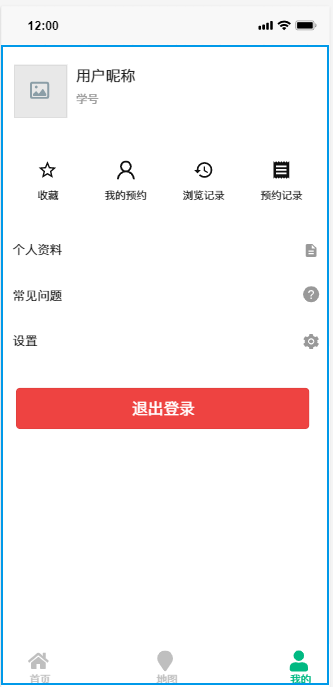 12:00
用户昵称
学号
收藏 我的预约 浏览记录 预约记录
个人资料
常见问题
设置
退出登录
首页 地图 我的